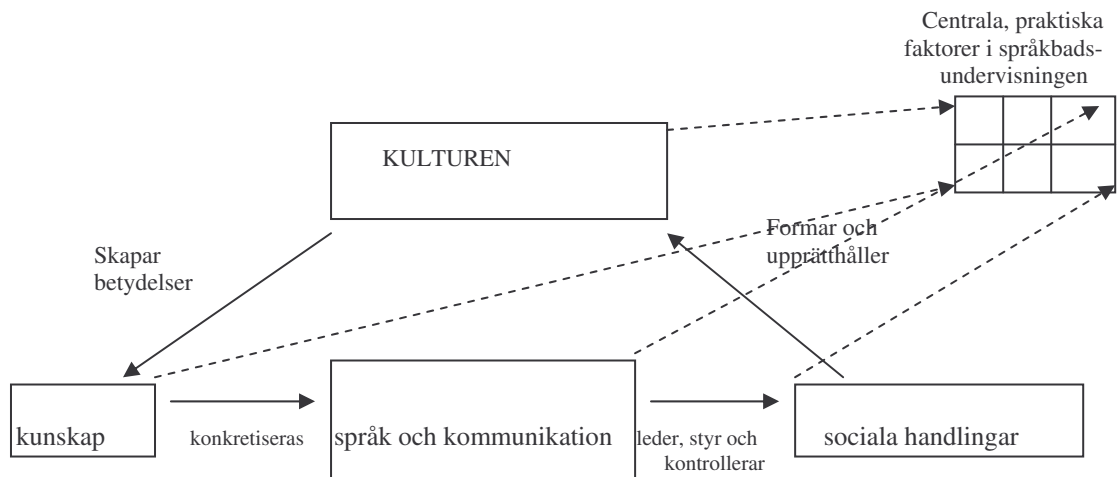 Centrala, praktiska
faktorer i språkbads-
undervisningen
KULTUREN
Skapar
betydelser
Formar och
upprätthåller
kunskap
konkretiseras
språk och kommunikation
leder, styr och
kontrollerar
sociala handlingar